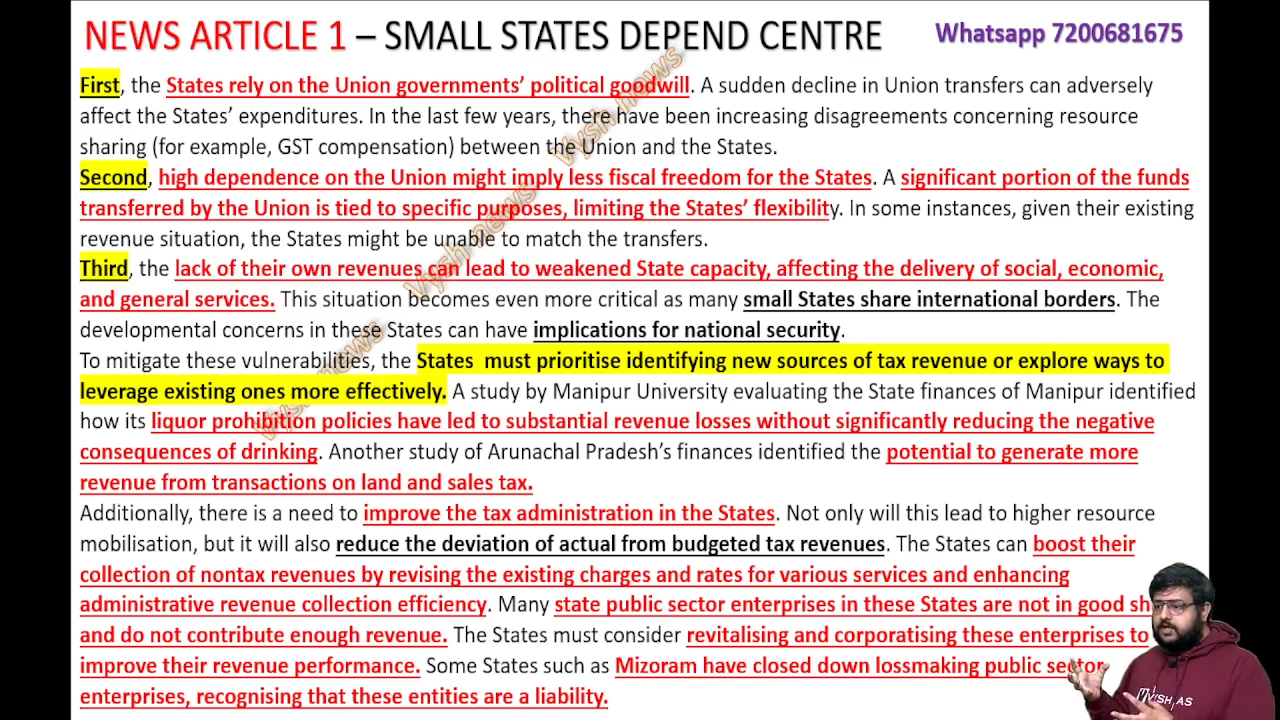 NEWS ARTICLE 1 – SMALL STATES DEPEND CENTRE
Whatsapp 7200681675
First, the States rely on the Union governments’ political goodwill. A sudden decline in Union transfers can adversely
affect the States’ expenditures. In the last few years, there have been increasing disagreements concerning resource
sharing (for example, GST compensation) between the Union and the States.
Second, high dependence on the Union might imply less fiscal freedom for the States. A significant portion of the funds
transferred by the Union is tied to specific purposes, limiting the States’ flexibility. In some instances, given their existing
revenue situation, the States might be unable to match the transfers.
Third, the lack of their own revenues can lead to weakened State capacity, affecting the delivery of social, economic,
and general services. This situation becomes even more critical as many small States share international borders. The
developmental concerns in these States can have implications for national security.
To mitigate these vulnerabilities, the States must prioritise identifying new sources of tax revenue or explore ways to
leverage existing ones more effectively. A study by Manipur University evaluating the State finances of Manipur identified
how its liquor prohibition policies have led to substantial revenue losses without significantly reducing the negative
consequences of drinking. Another study of Arunachal Pradesh’s finances identified the potential to generate more
revenue from transactions on land and sales tax.
Additionally, there is a need to improve the tax administration in the States. Not only will this lead to higher resource
mobilisation, but it will also reduce the deviation of actual from budgeted tax revenues. The States can boost their
collection of nontax revenues by revising the existing charges and rates for various services and enhancing
administrative revenue collection efficiency. Many state public sector enterprises in these States are not in good
and do not contribute enough revenue. The States must consider revitalising and corporatising these enterprises to
improve their revenue performance. Some States such as Mizoram have closed down lossmaking public sector
enterprises, recognising that these entities are a liability.
Vysh news
Vysh news
Vysh news